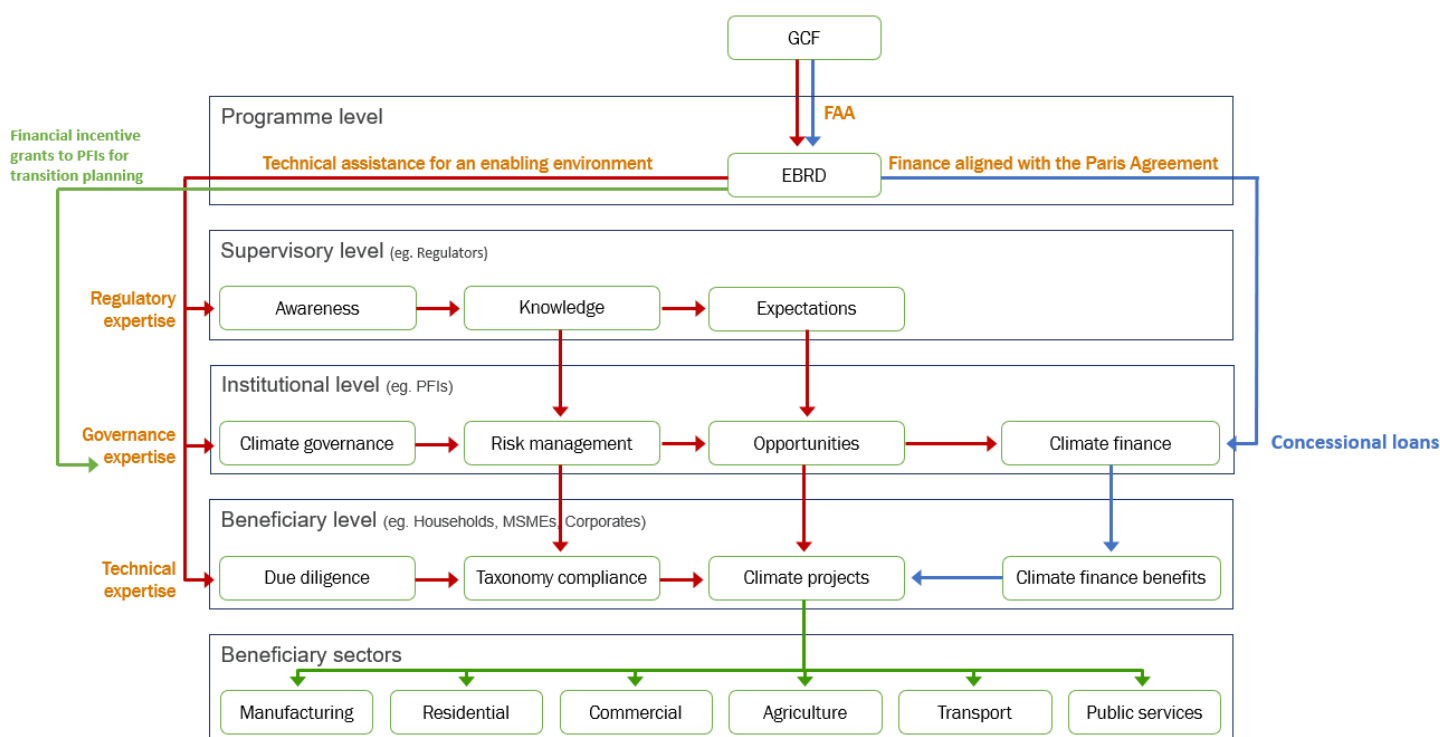 GCF
Programme level
FAA
Financial incentive
grants to PFIs for
transition planning
Technical assistance for an enabling environment
EBRD
Finance aligned with the Paris Agreement
Supervisory level (eg. Regulators)
Regulatory
expertise
Awareness
Knowledge
Expectations
Institutional level (eg. PFIs)
Governance
expertise
Climate governance
Risk management
Opportunities
Climate finance
Concessional loans
Beneficiary level (eg. Households, MSMEs, Corporates)
Technical
expertise
Due diligence
Taxonomy compliance
Climate projects
Climate finance benefits
Beneficiary sectors
Manufacturing
Residential
Commercial
Agriculture
Transport
Public services